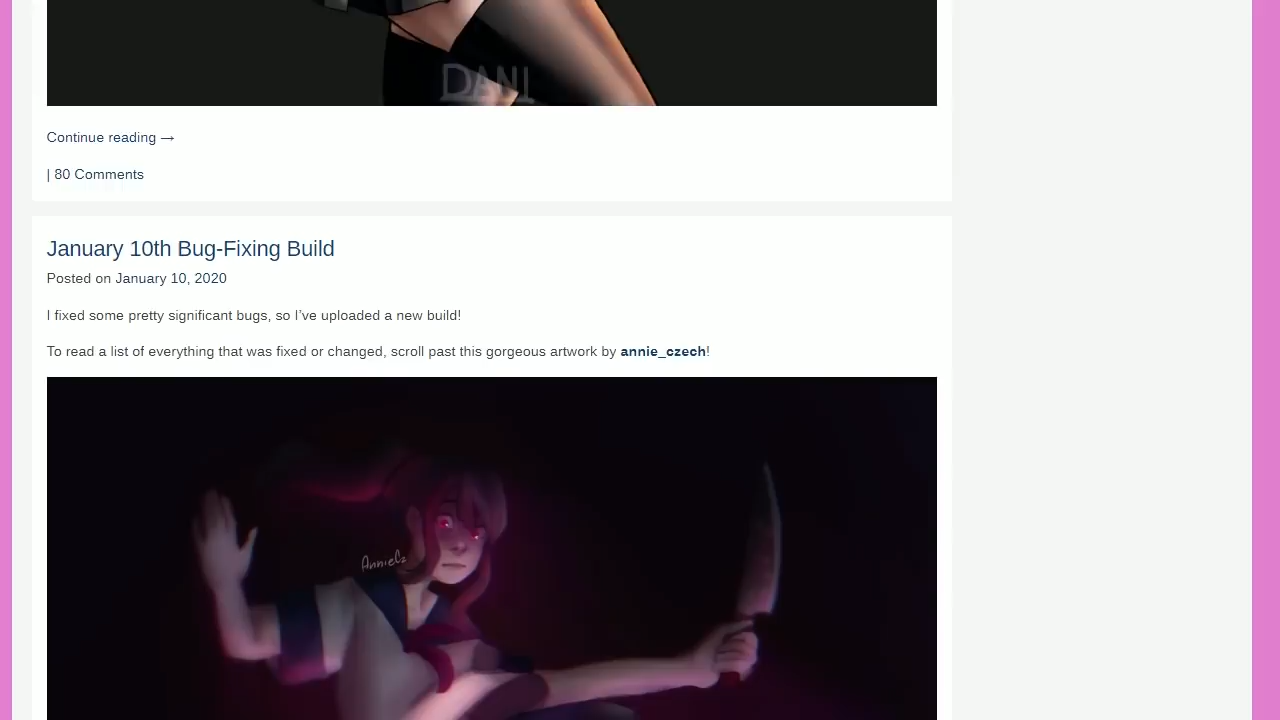 DANI
Continue reading →
| 80 Comments
January 10th Bug-Fixing Build
Posted on January 10, 2020
I fixed some pretty significant bugs, so I’ve uploaded a new build!
To read a list of everything that was fixed or changed, scroll past this gorgeous artwork by annie_czech!
AnnieCz